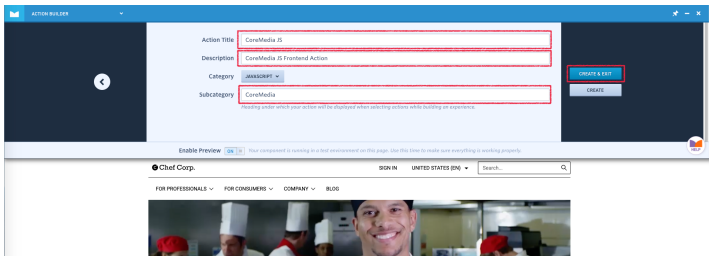 ACTION BUILDER
Action Title CoreMedia JS
Description CoreMedia JS Frontend Action
Category JAVASCRIPT
Subcategory CoreMedia
Heading under which your action will be displayed when selecting actions while building an experience.
CREATE & EXIT
CREATE
Enable Preview ON Your component is running in a test environment on this page. Use this time to make sure everything is working properly.
HELP
Chef Corp. SIGN IN UNITED STATES (EN) Search...
FOR PROFESSIONALS FOR CONSUMERS COMPANY BLOG